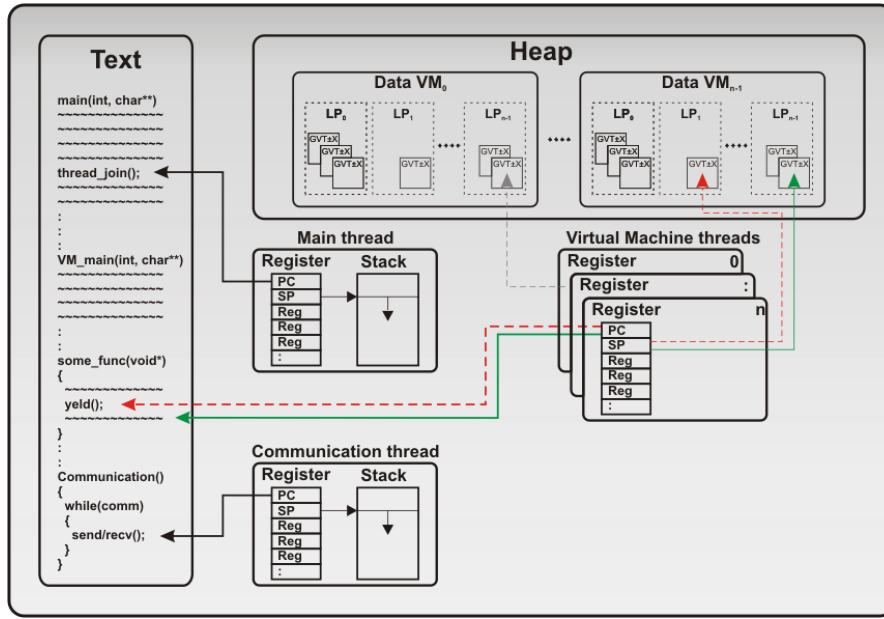 Text
main(int, char**)
~~~~~~~~~~~~~~
~~~~~~~~~~~~~~
~~~~~~~~~~~~~~
~~~~~~~~~~~~~~
thread_join();
~~~~~~~~~~~~~~
~~~~~~~~~~~~~~
:
:
:
VM_main(int, char**)
~~~~~~~~~~~~~~
~~~~~~~~~~~~~~
~~~~~~~~~~~~~~
~~~~~~~~~~~~~~
:
:
some_func(void*)
{
~~~~~~~~~~~~~
yeld();
~~~~~~~~~~~~~
}
:
:
Communication()
{
while(comm)
{
send/recv();
}
}
Heap
Data VM0
LP0
GVT±X
GVT±X
GVT±X
LP1
GVT±X
LPn-1
GVT±X
GVT±X
Data VMn-1
LP0
GVT±X
GVT±X
GVT±X
LP1
GVT±X
LPn-1
GVT±X
GVT±X
Main thread
Register Stack
PC
SP
Reg
Reg
Reg
:
Virtual Machine threads
Register 0
Register :
Register n
PC
SP
Reg
Reg
Reg
:
Communication thread
Register Stack
PC
SP
Reg
Reg
Reg
: